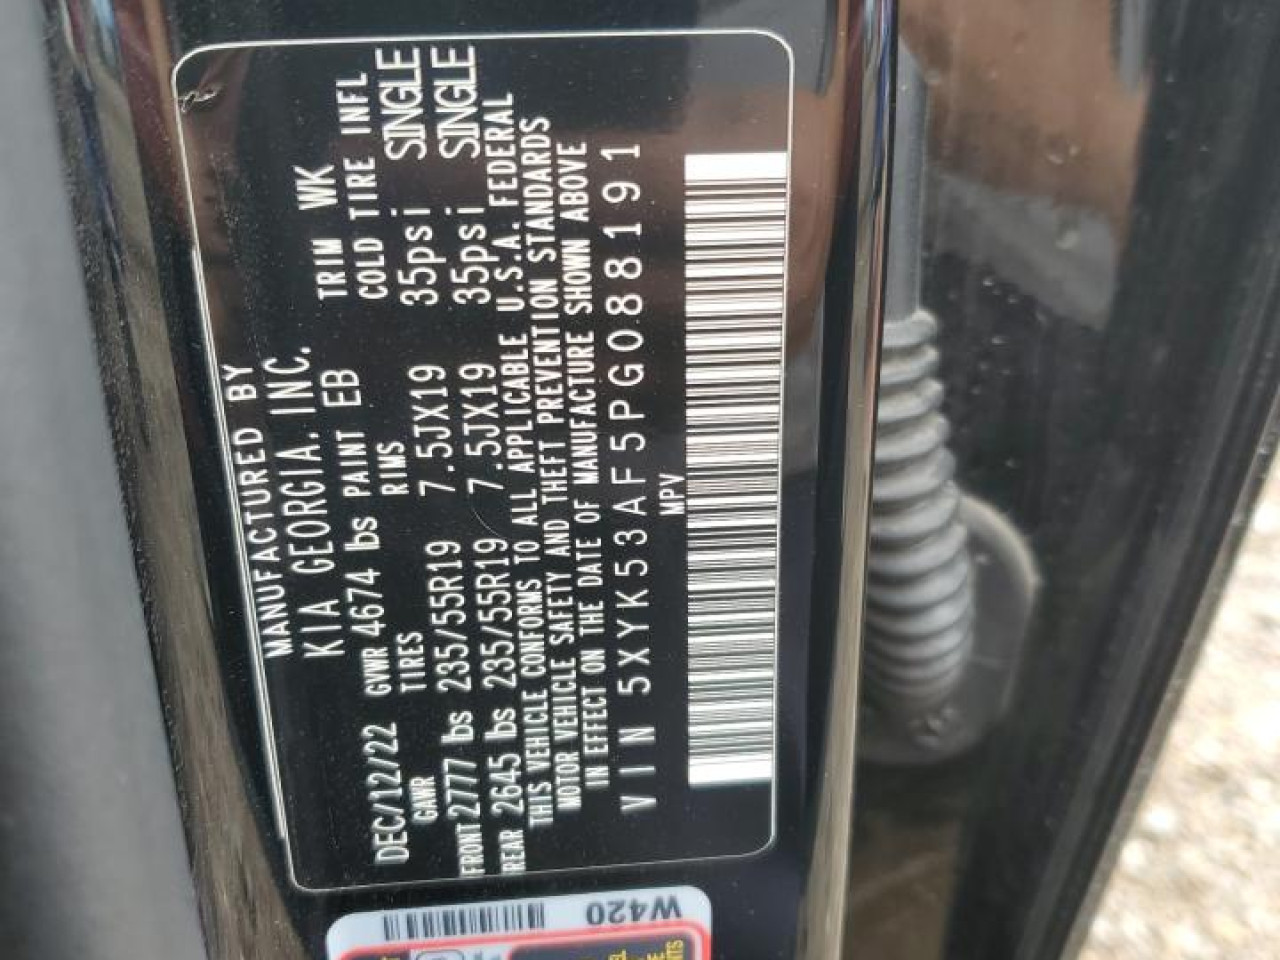 MANUFACTURED BY
KIA GEORGIA. INC.
DEC/12/22 GVWR 4674 lbs PAINT EB TRIM WK
GAWR TIRES RIMS COLD TIRE INFL
FRONT 2777 lbs 235/55R19 7.5JX19 35psi SINGLE
REAR 2645 lbs 235/55R19 7.5JX19 35psi SINGLE
THIS VEHICLE CONFORMS TO ALL APPLICABLE U.S.A. FEDERAL
MOTOR VEHICLE SAFETY AND THEFT PREVENTION STANDARDS
IN EFFECT ON THE DATE OF MANUFACTURE SHOWN ABOVE
VIN 5XYK53AF5PG088191
MPV
W420